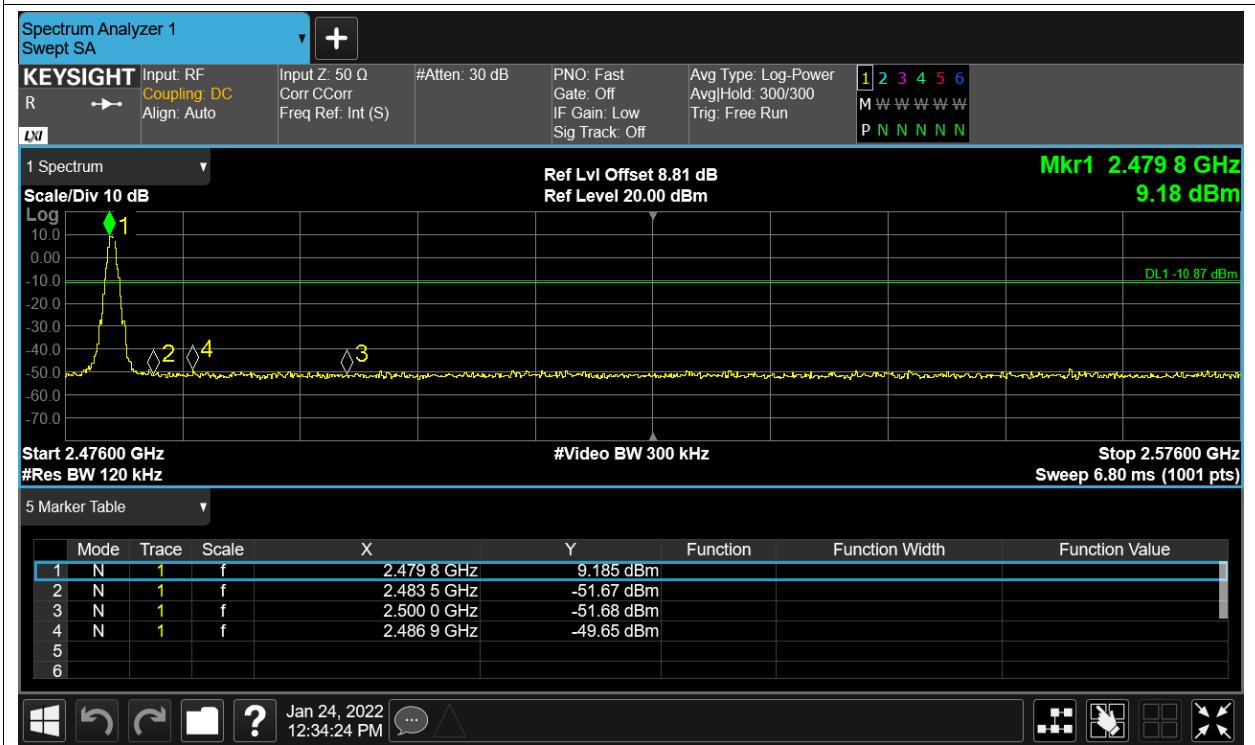 Spectrum Analyzer 1
Swept SA
KEYSIGHT
R
LXI
Input: RF
Coupling: DC
Align: Auto
Input Z: 50 Ω
Corr CCorr
Freq Ref: Int (S)
#Atten: 30 dB
PNO: Fast
Gate: Off
IF Gain: Low
Sig Track: Off
Avg Type: Log-Power
Avg|Hold: 300/300
Trig: Free Run
1 2 3 4 5 6
M W W W W W
P N N N N N
1 Spectrum
Scale/Div 10 dB
Ref Lvl Offset 8.81 dB
Ref Level 20.00 dBm
Mkr1 2.479 8 GHz
9.18 dBm
Log
10.0
0.00
-10.0
-20.0
-30.0
-40.0
-50.0
-60.0
-70.0
1
2
4
3
DL1 -10.87 dBm
Start 2.47600 GHz
#Video BW 300 kHz
Stop 2.57600 GHz
#Res BW 120 kHz
Sweep 6.80 ms (1001 pts)
5 Marker Table
Mode Trace Scale X Y Function Function Width Function Value
1 N 1 f 2.479 8 GHz 9.185 dBm
2 N 1 f 2.483 5 GHz -51.67 dBm
3 N 1 f 2.500 0 GHz -51.68 dBm
4 N 1 f 2.486 9 GHz -49.65 dBm
5
6
?
Jan 24, 2022
12:34:24 PM